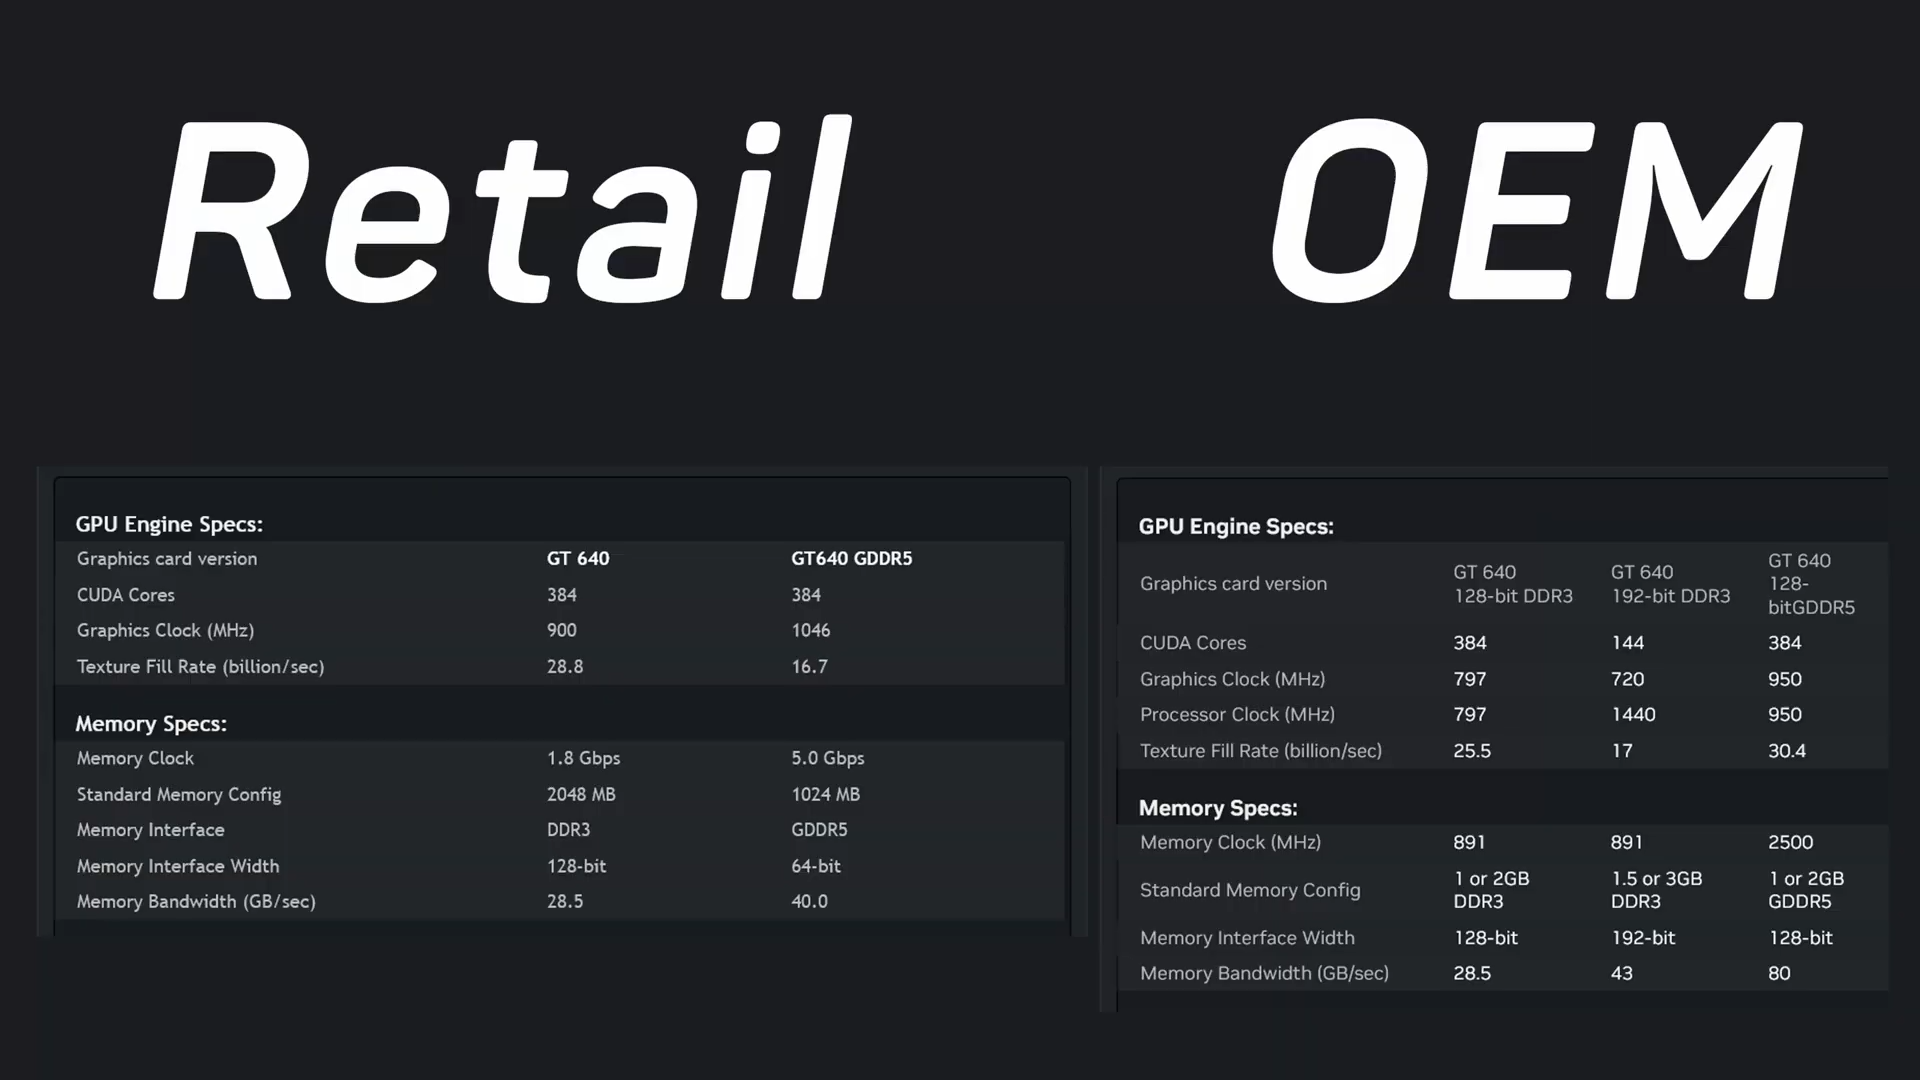 Retail
OEM
GPU Engine Specs:
Graphics card version GT 640 GT640 GDDR5
CUDA Cores 384 384
Graphics Clock (MHz) 900 1046
Texture Fill Rate (billion/sec) 28.8 16.7
Memory Specs:
Memory Clock 1.8 Gbps 5.0 Gbps
Standard Memory Config 2048 MB 1024 MB
Memory Interface DDR3 GDDR5
Memory Interface Width 128-bit 64-bit
Memory Bandwidth (GB/sec) 28.5 40.0
GPU Engine Specs:
Graphics card version
GT 640
128-bit DDR3
GT 640
192-bit DDR3
GT 640
128-
bitGDDR5
CUDA Cores 384 144 384
Graphics Clock (MHz) 797 720 950
Processor Clock (MHz) 797 1440 950
Texture Fill Rate (billion/sec) 25.5 17 30.4
Memory Specs:
Memory Clock (MHz) 891 891 2500
Standard Memory Config
1 or 2GB
DDR3
1.5 or 3GB
DDR3
1 or 2GB
GDDR5
Memory Interface Width 128-bit 192-bit 128-bit
Memory Bandwidth (GB/sec) 28.5 43 80